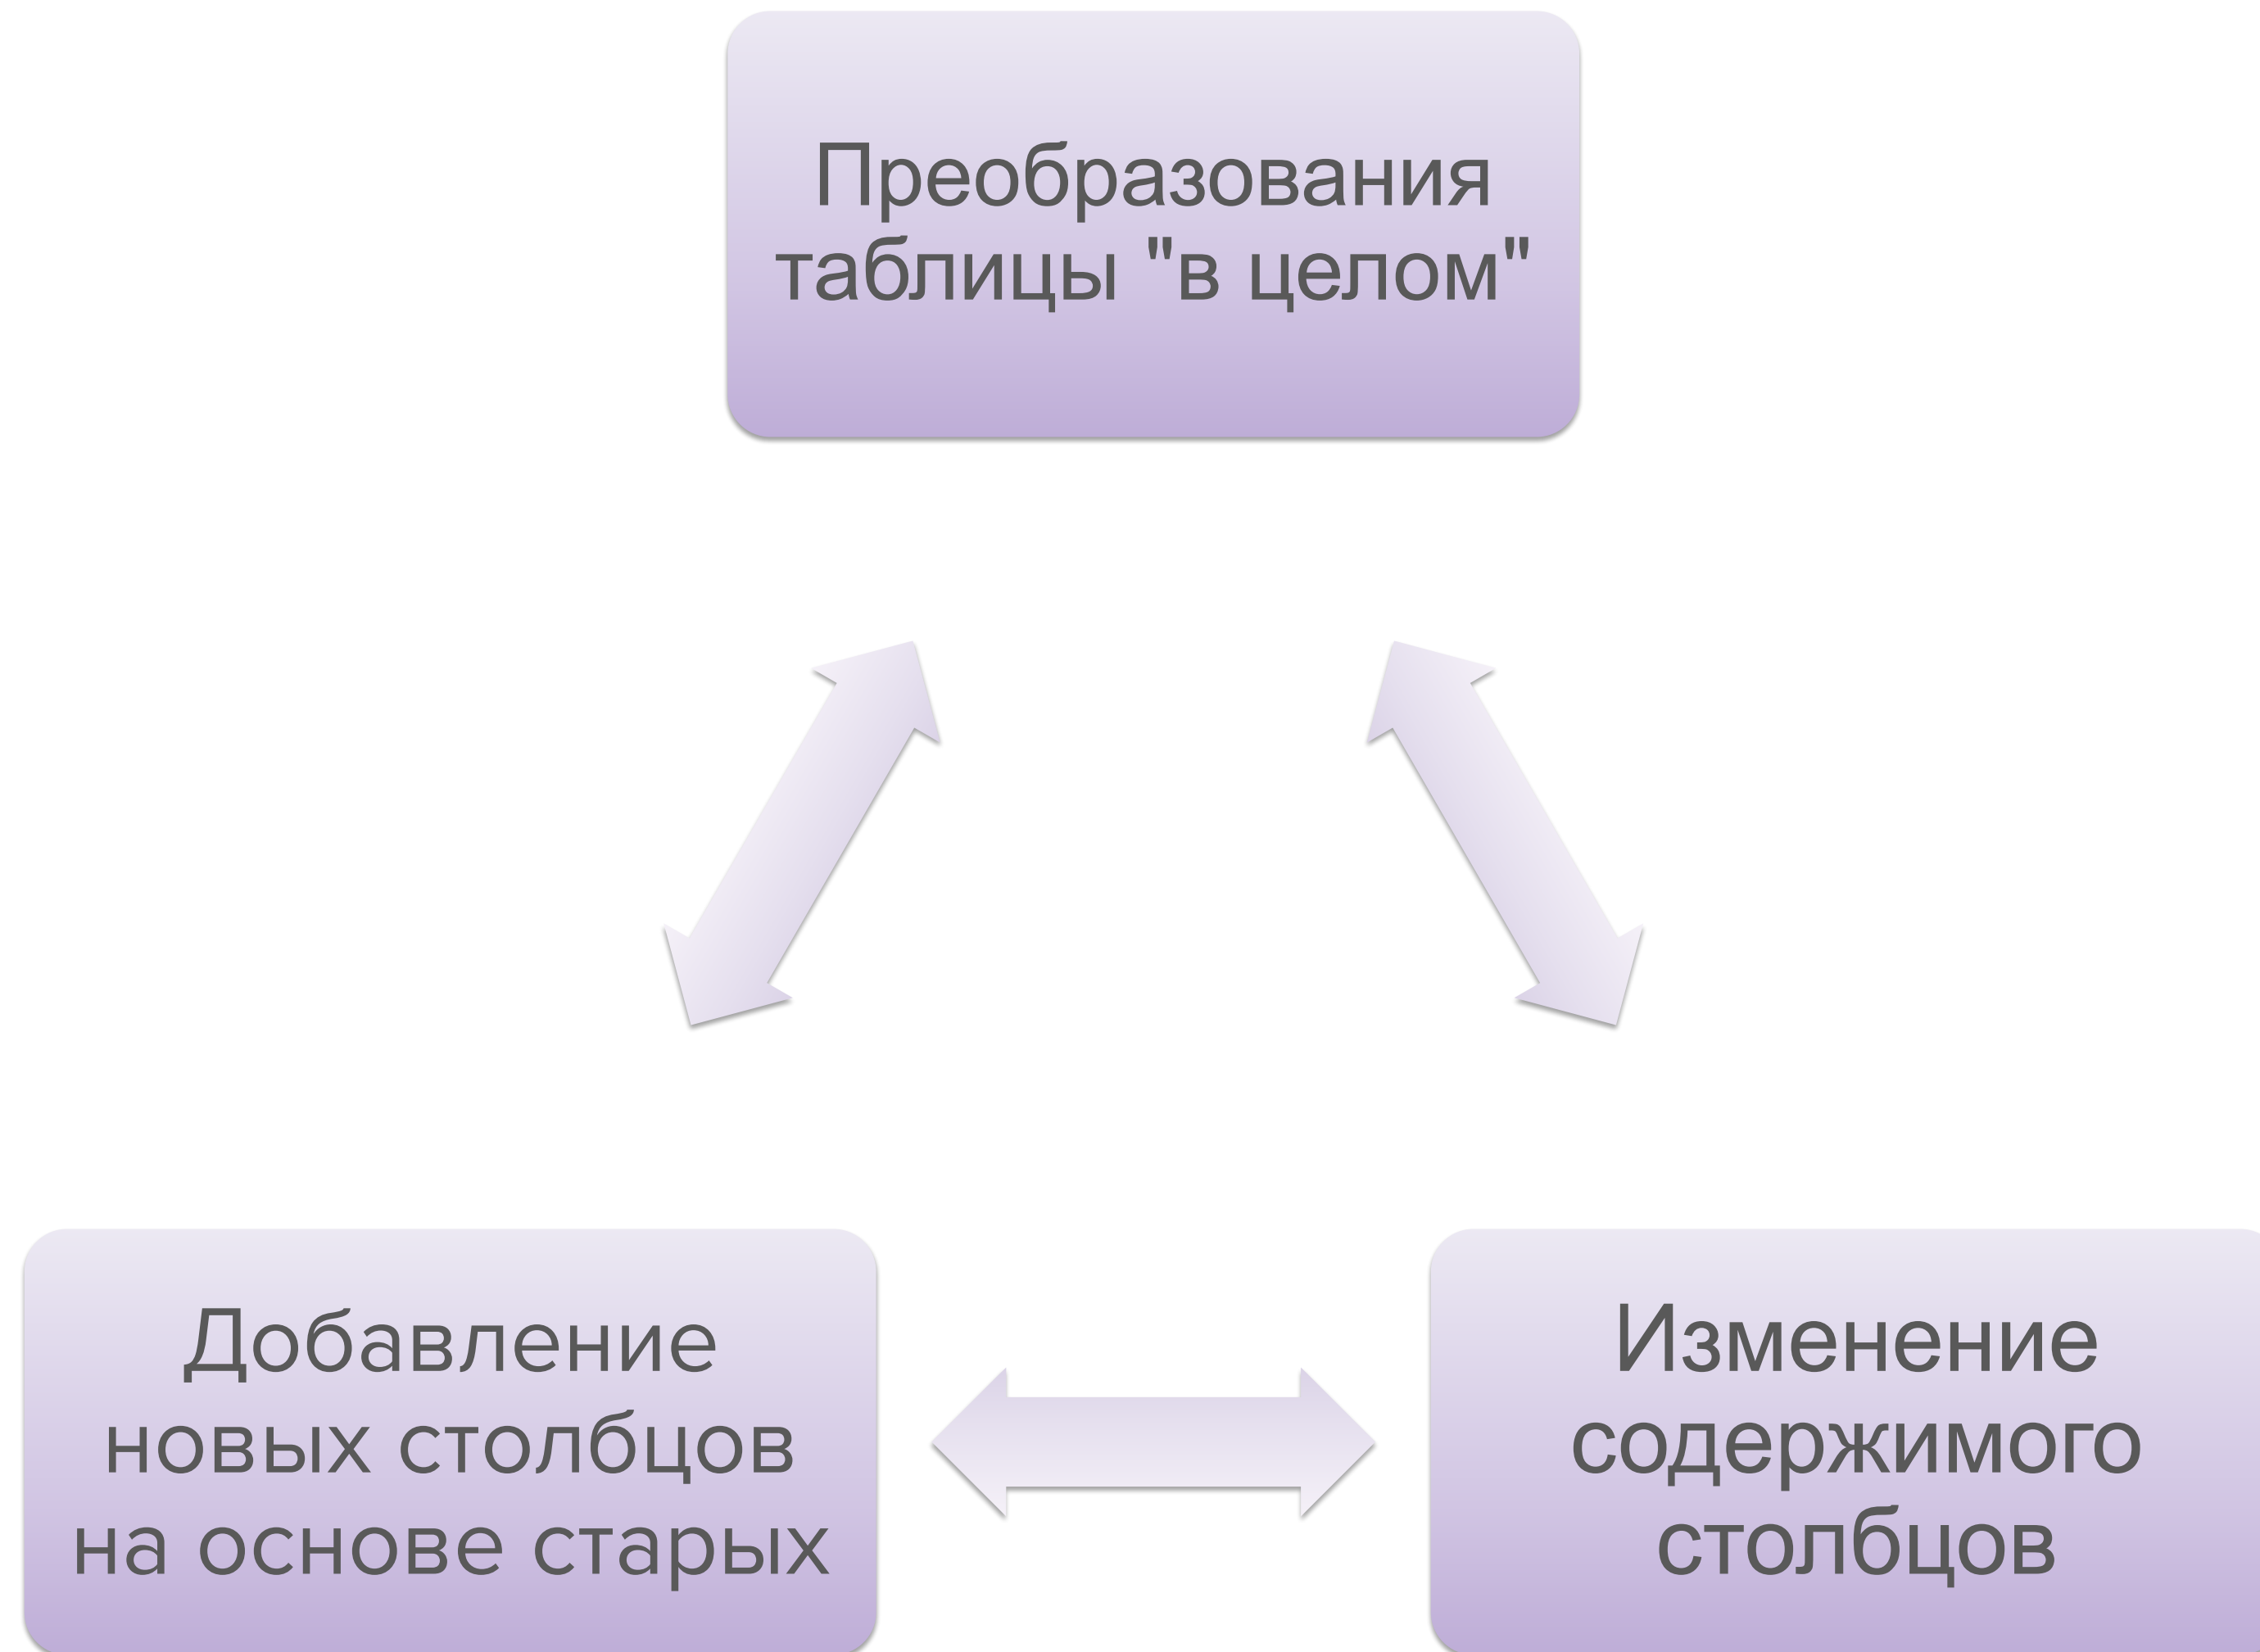 Преобразования
таблицы "в целом"
Добавление
новых столбцов
на основе старых
Изменение
содержимого
столбцов